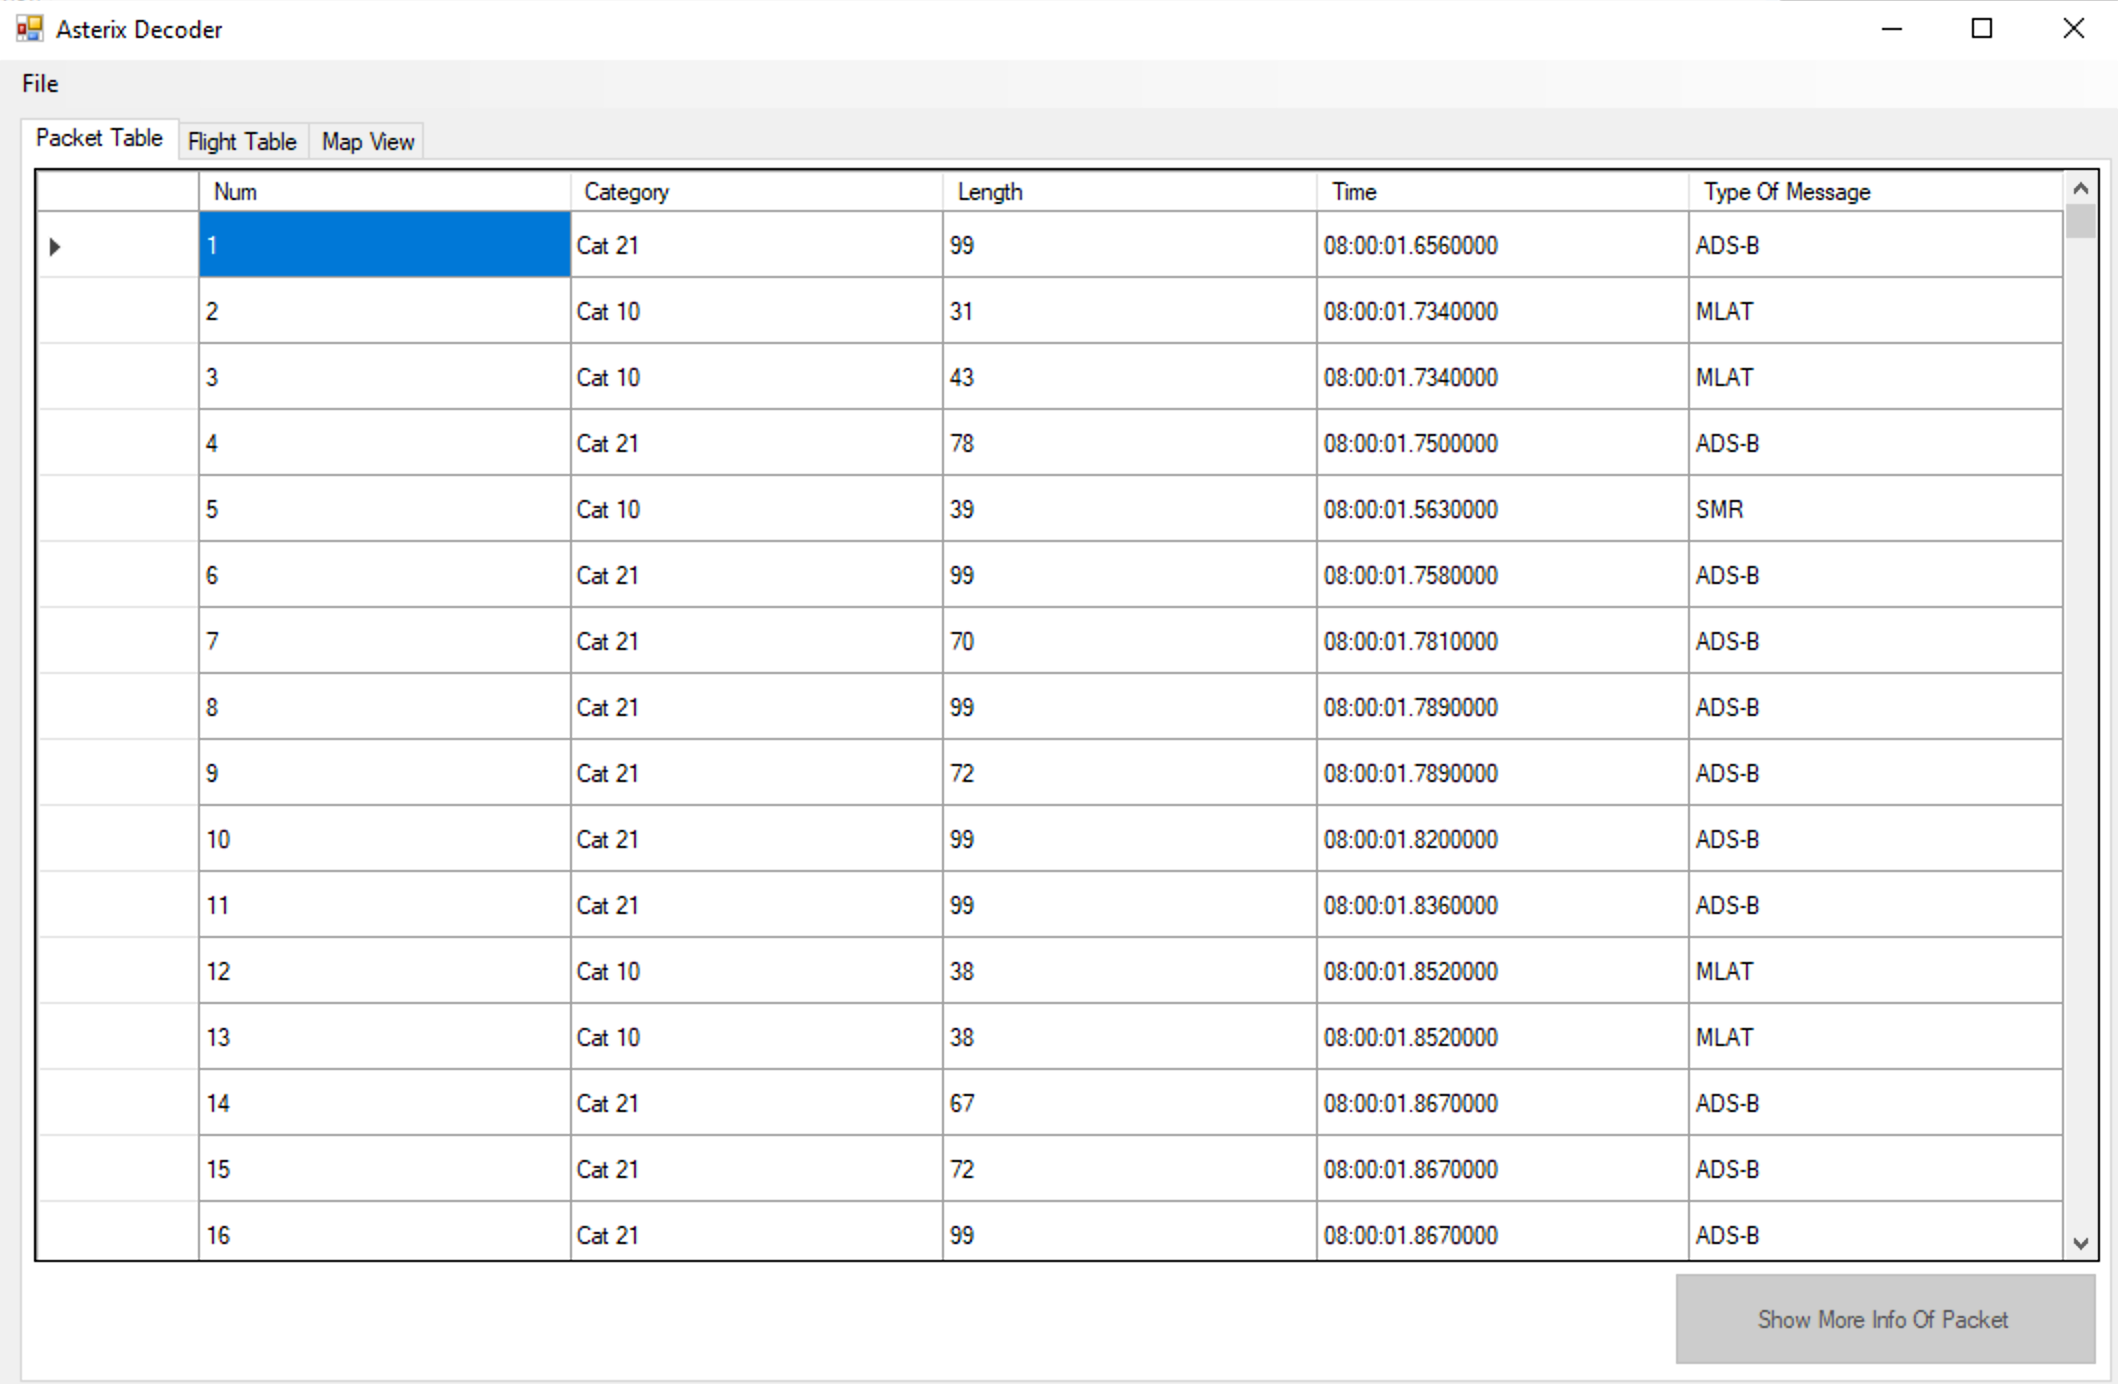 Asterix Decoder
File
Packet Table Flight Table Map View
Num Category Length Time Type Of Message
1 Cat 21 99 08:00:01.6560000 ADS-B
2 Cat 10 31 08:00:01.7340000 MLAT
3 Cat 10 43 08:00:01.7340000 MLAT
4 Cat 21 78 08:00:01.7500000 ADS-B
5 Cat 10 39 08:00:01.5630000 SMR
6 Cat 21 99 08:00:01.7580000 ADS-B
7 Cat 21 70 08:00:01.7810000 ADS-B
8 Cat 21 99 08:00:01.7890000 ADS-B
9 Cat 21 72 08:00:01.7890000 ADS-B
10 Cat 21 99 08:00:01.8200000 ADS-B
11 Cat 21 99 08:00:01.8360000 ADS-B
12 Cat 10 38 08:00:01.8520000 MLAT
13 Cat 10 38 08:00:01.8520000 MLAT
14 Cat 21 67 08:00:01.8670000 ADS-B
15 Cat 21 72 08:00:01.8670000 ADS-B
16 Cat 21 99 08:00:01.8670000 ADS-B
Show More Info Of Packet